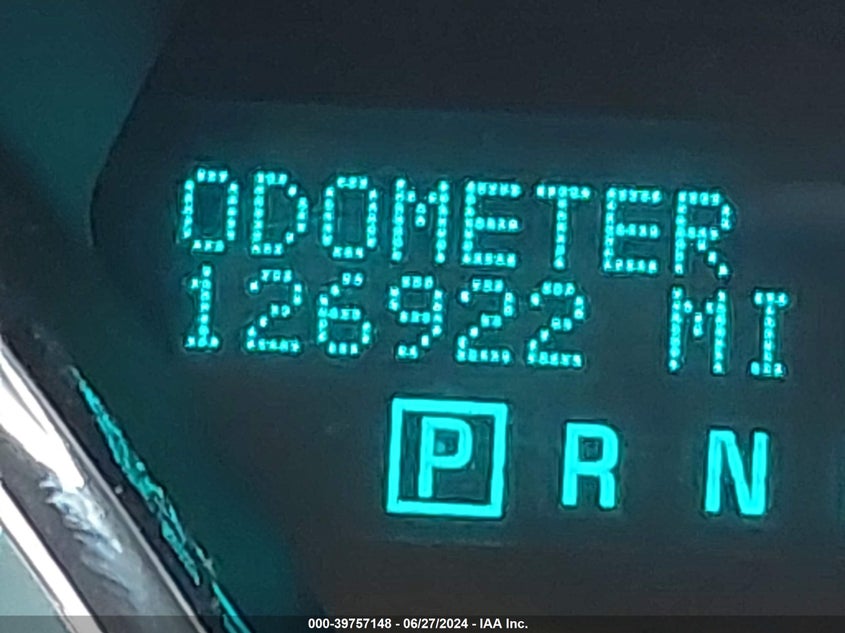 ODOMETER
126922 MI
P R N
000-39757148 - 06/27/2024 - IAA Inc.